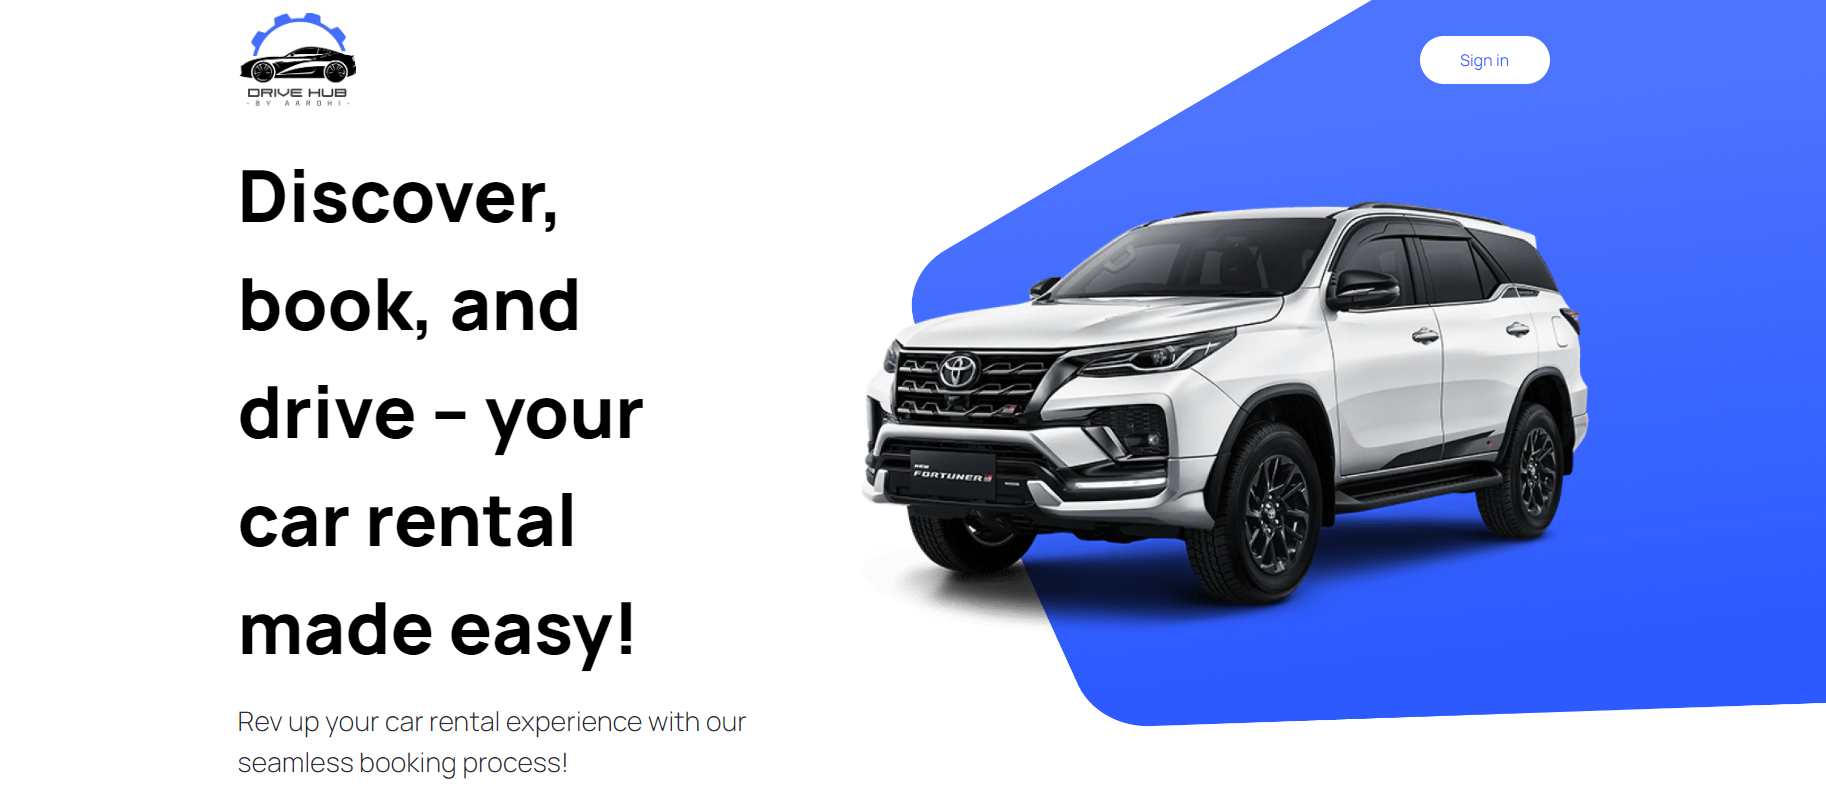 DRIVE HUB
- BY AARDHI -
Sign in
Discover,
book, and
drive – your
car rental
made easy!
NEW
FORTUNER
Rev up your car rental experience with our
seamless booking process!